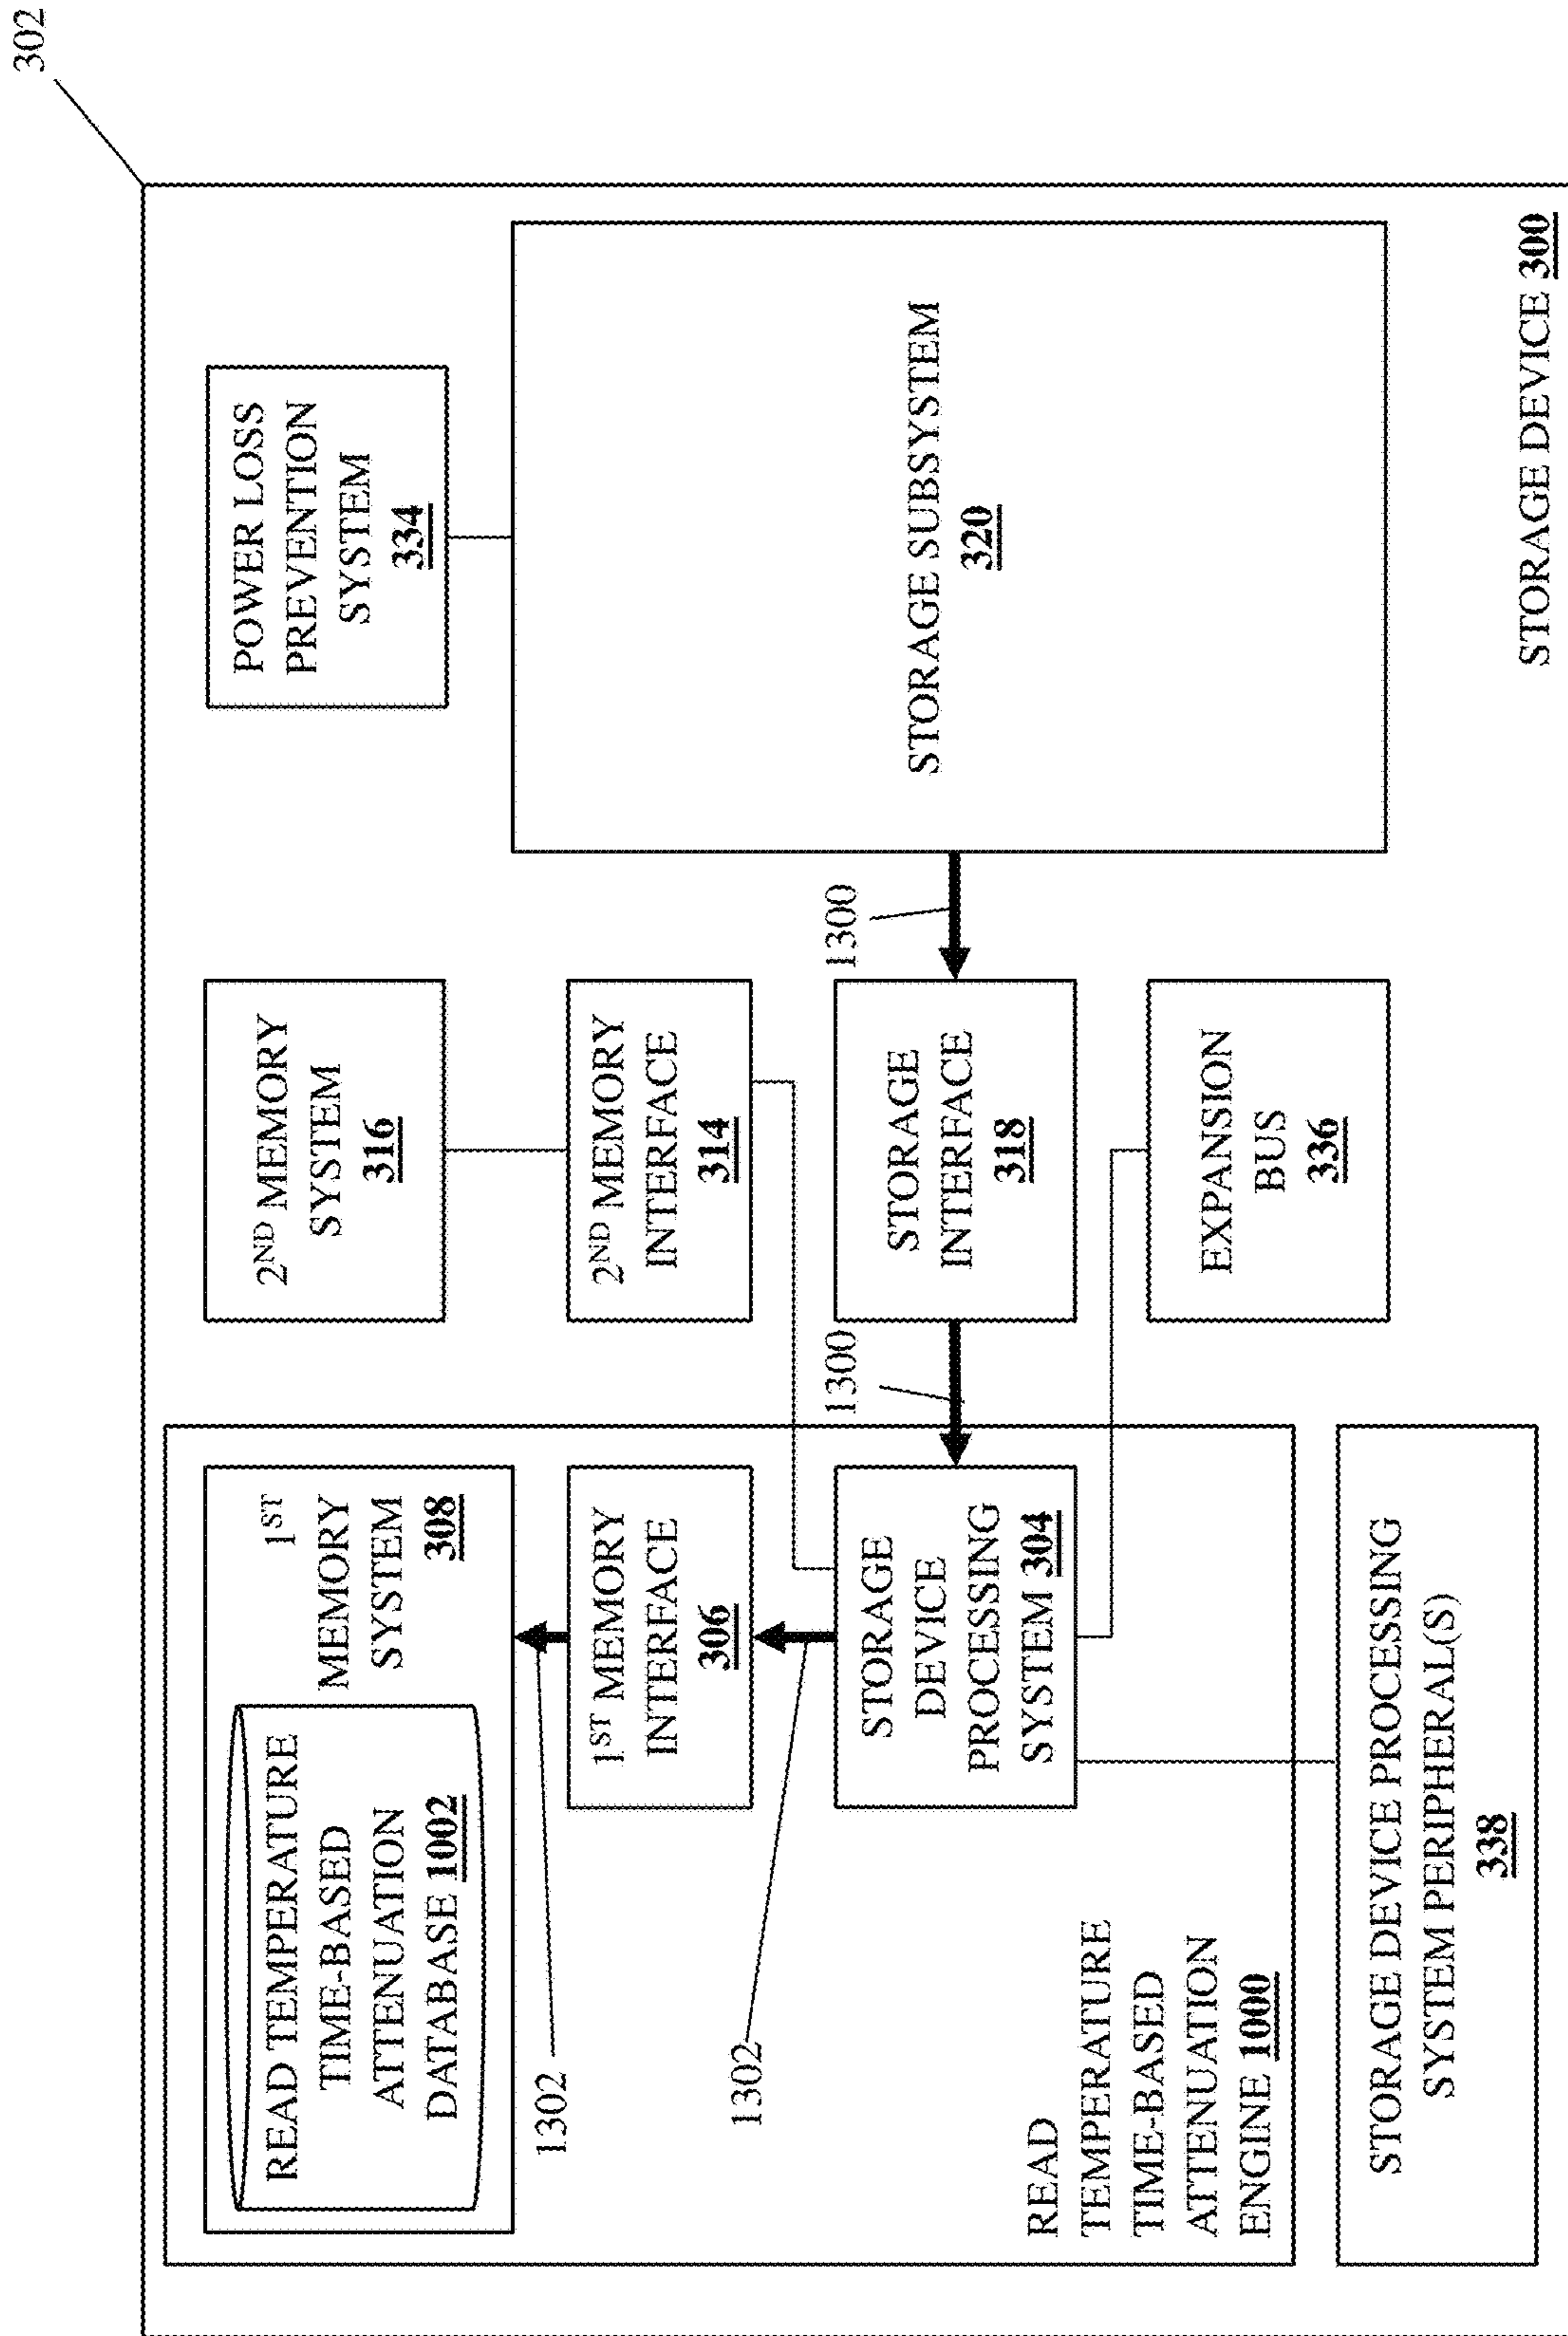 302
READ TEMPERATURE
TIME-BASED
ATTENUATION
DATABASE 1002
1ST
MEMORY
SYSTEM
308
2ND MEMORY
SYSTEM
316
POWER LOSS
PREVENTION
SYSTEM
334
1302
1ST MEMORY
INTERFACE
306
2ND MEMORY
INTERFACE
314
1302
STORAGE
DEVICE
PROCESSING
SYSTEM 304
1300
STORAGE
INTERFACE
318
1300
STORAGE SUBSYSTEM
320
READ
TEMPERATURE
TIME-BASED
ATTENUATION
ENGINE 1000
EXPANSION
BUS
336
STORAGE DEVICE PROCESSING
SYSTEM PERIPHERAL(S)
338
STORAGE DEVICE 300